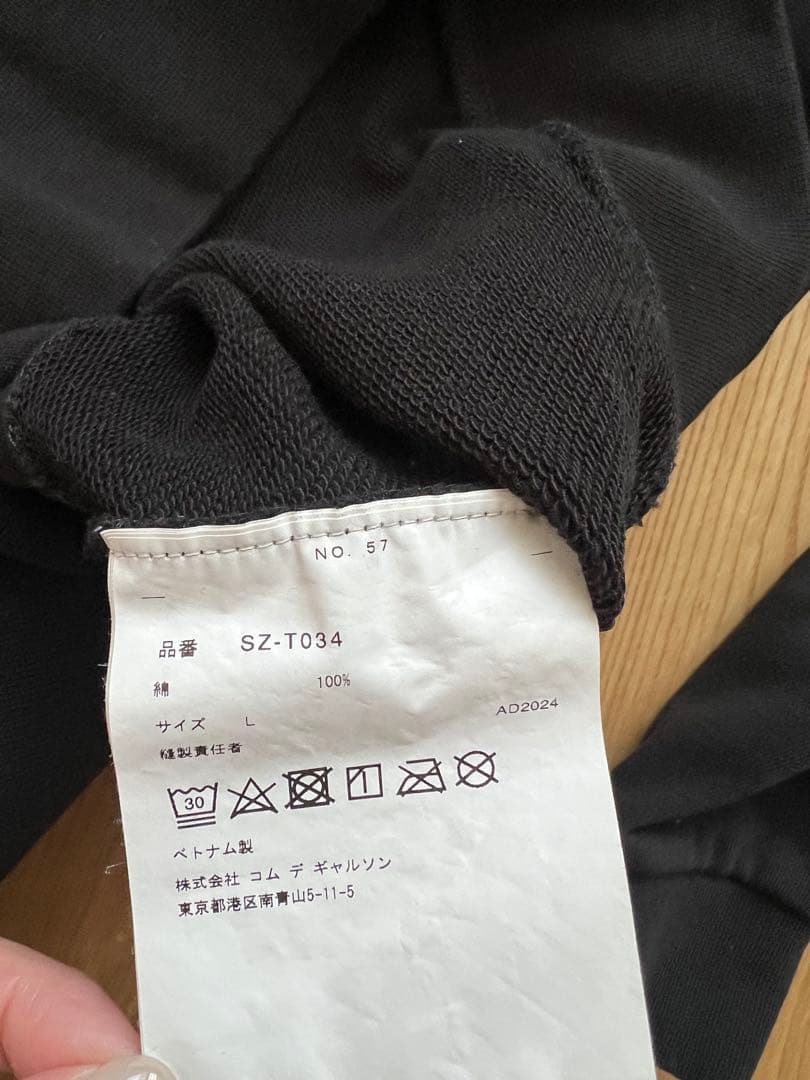 NO. 57
品番 SZ-T034
綿 100%
サイズ L
AD2024
縫製責任者
30
ベトナム製
株式会社 コム デ ギャルソン
東京都港区南青山5-11-5